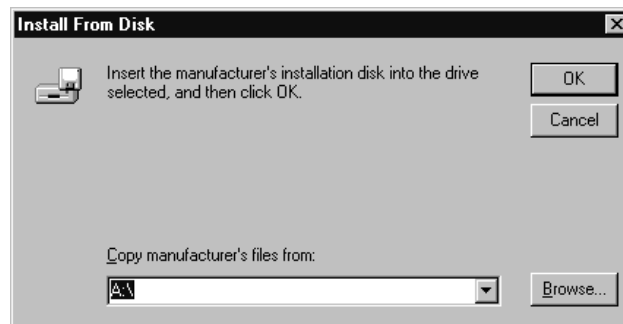 Install From Disk
Insert the manufacturer's installation disk into the drive
selected, and then click OK.
OK
Cancel
Copy manufacturer's files from:
A:\
Browse...